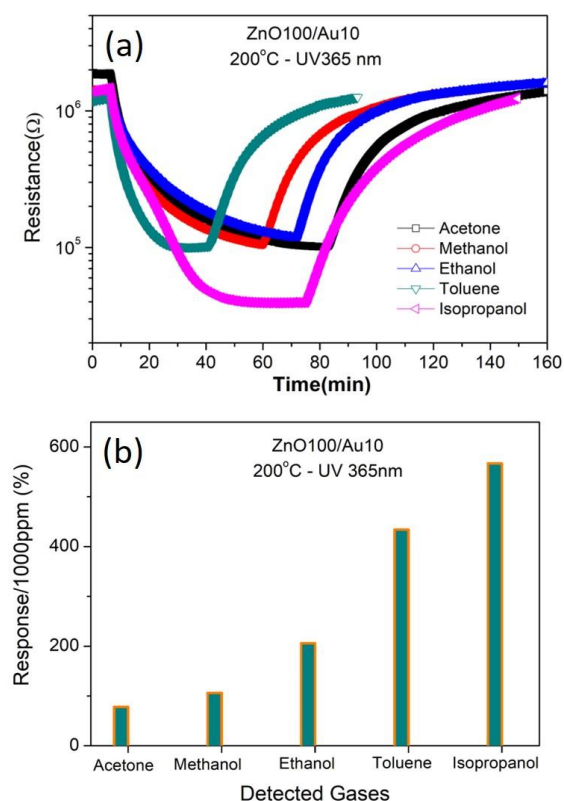 (a)
ZnO100/Au10
200°C - UV365 nm
Resistance(Ω)
10⁶
10⁵
Acetone
Methanol
Ethanol
Toluene
Isopropanol
0 20 40 60 80 100 120 140 160
Time(min)
(b)
ZnO100/Au10
200°C - UV 365nm
Response/1000ppm (%)
600
400
200
0
Acetone Methanol Ethanol Toluene Isopropanol
Detected Gases